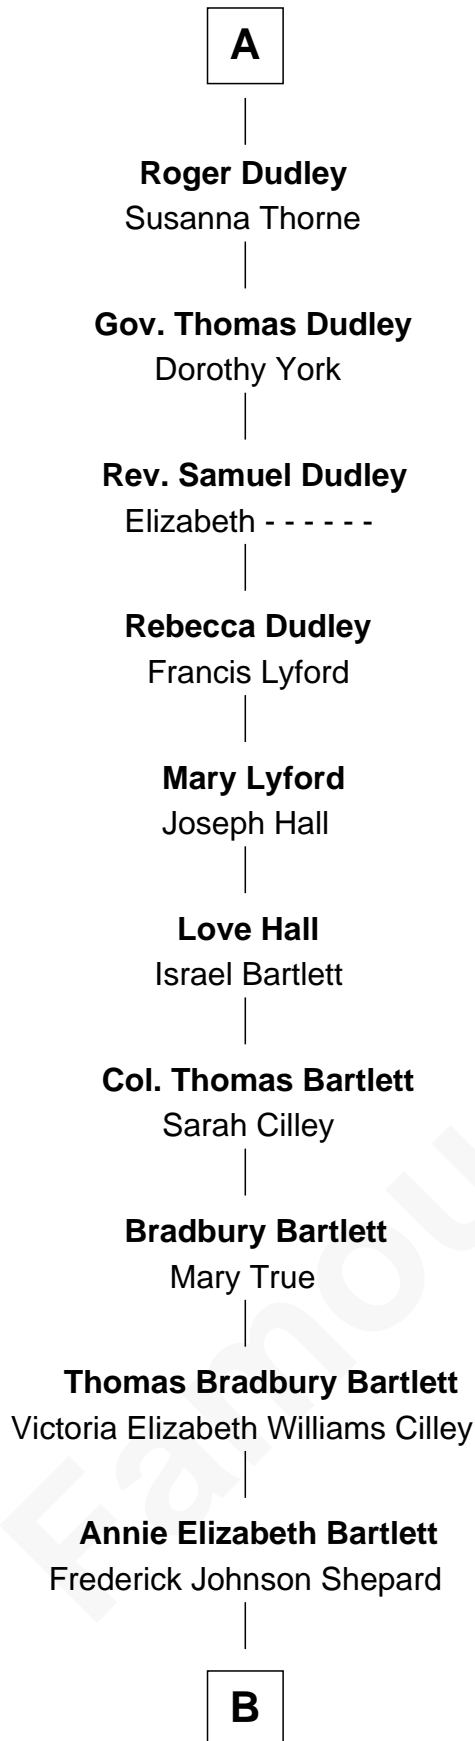 A
Roger Dudley
Susanna Thorne
Gov. Thomas Dudley
Dorothy York
Rev. Samuel Dudley
Elizabeth - - - - - -
Rebecca Dudley
Francis Lyford
Mary Lyford
Joseph Hall
Love Hall
Israel Bartlett
Col. Thomas Bartlett
Sarah Cilley
Bradbury Bartlett
Mary True
Thomas Bradbury Bartlett
Victoria Elizabeth Williams Cilley
Annie Elizabeth Bartlett
Frederick Johnson Shepard
B
Famou